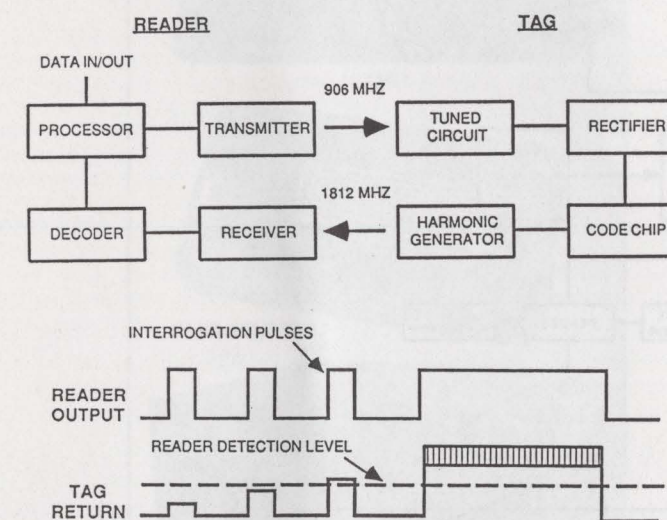 READER
TAG
DATA IN/OUT
906 MHZ
PROCESSOR
TRANSMITTER
TUNED
CIRCUIT
RECTIFIER
1812 MHZ
DECODER
RECEIVER
HARMONIC
GENERATOR
CODE CHIP
INTERROGATION PULSES
READER
OUTPUT
READER DETECTION LEVEL
TAG
RETURN